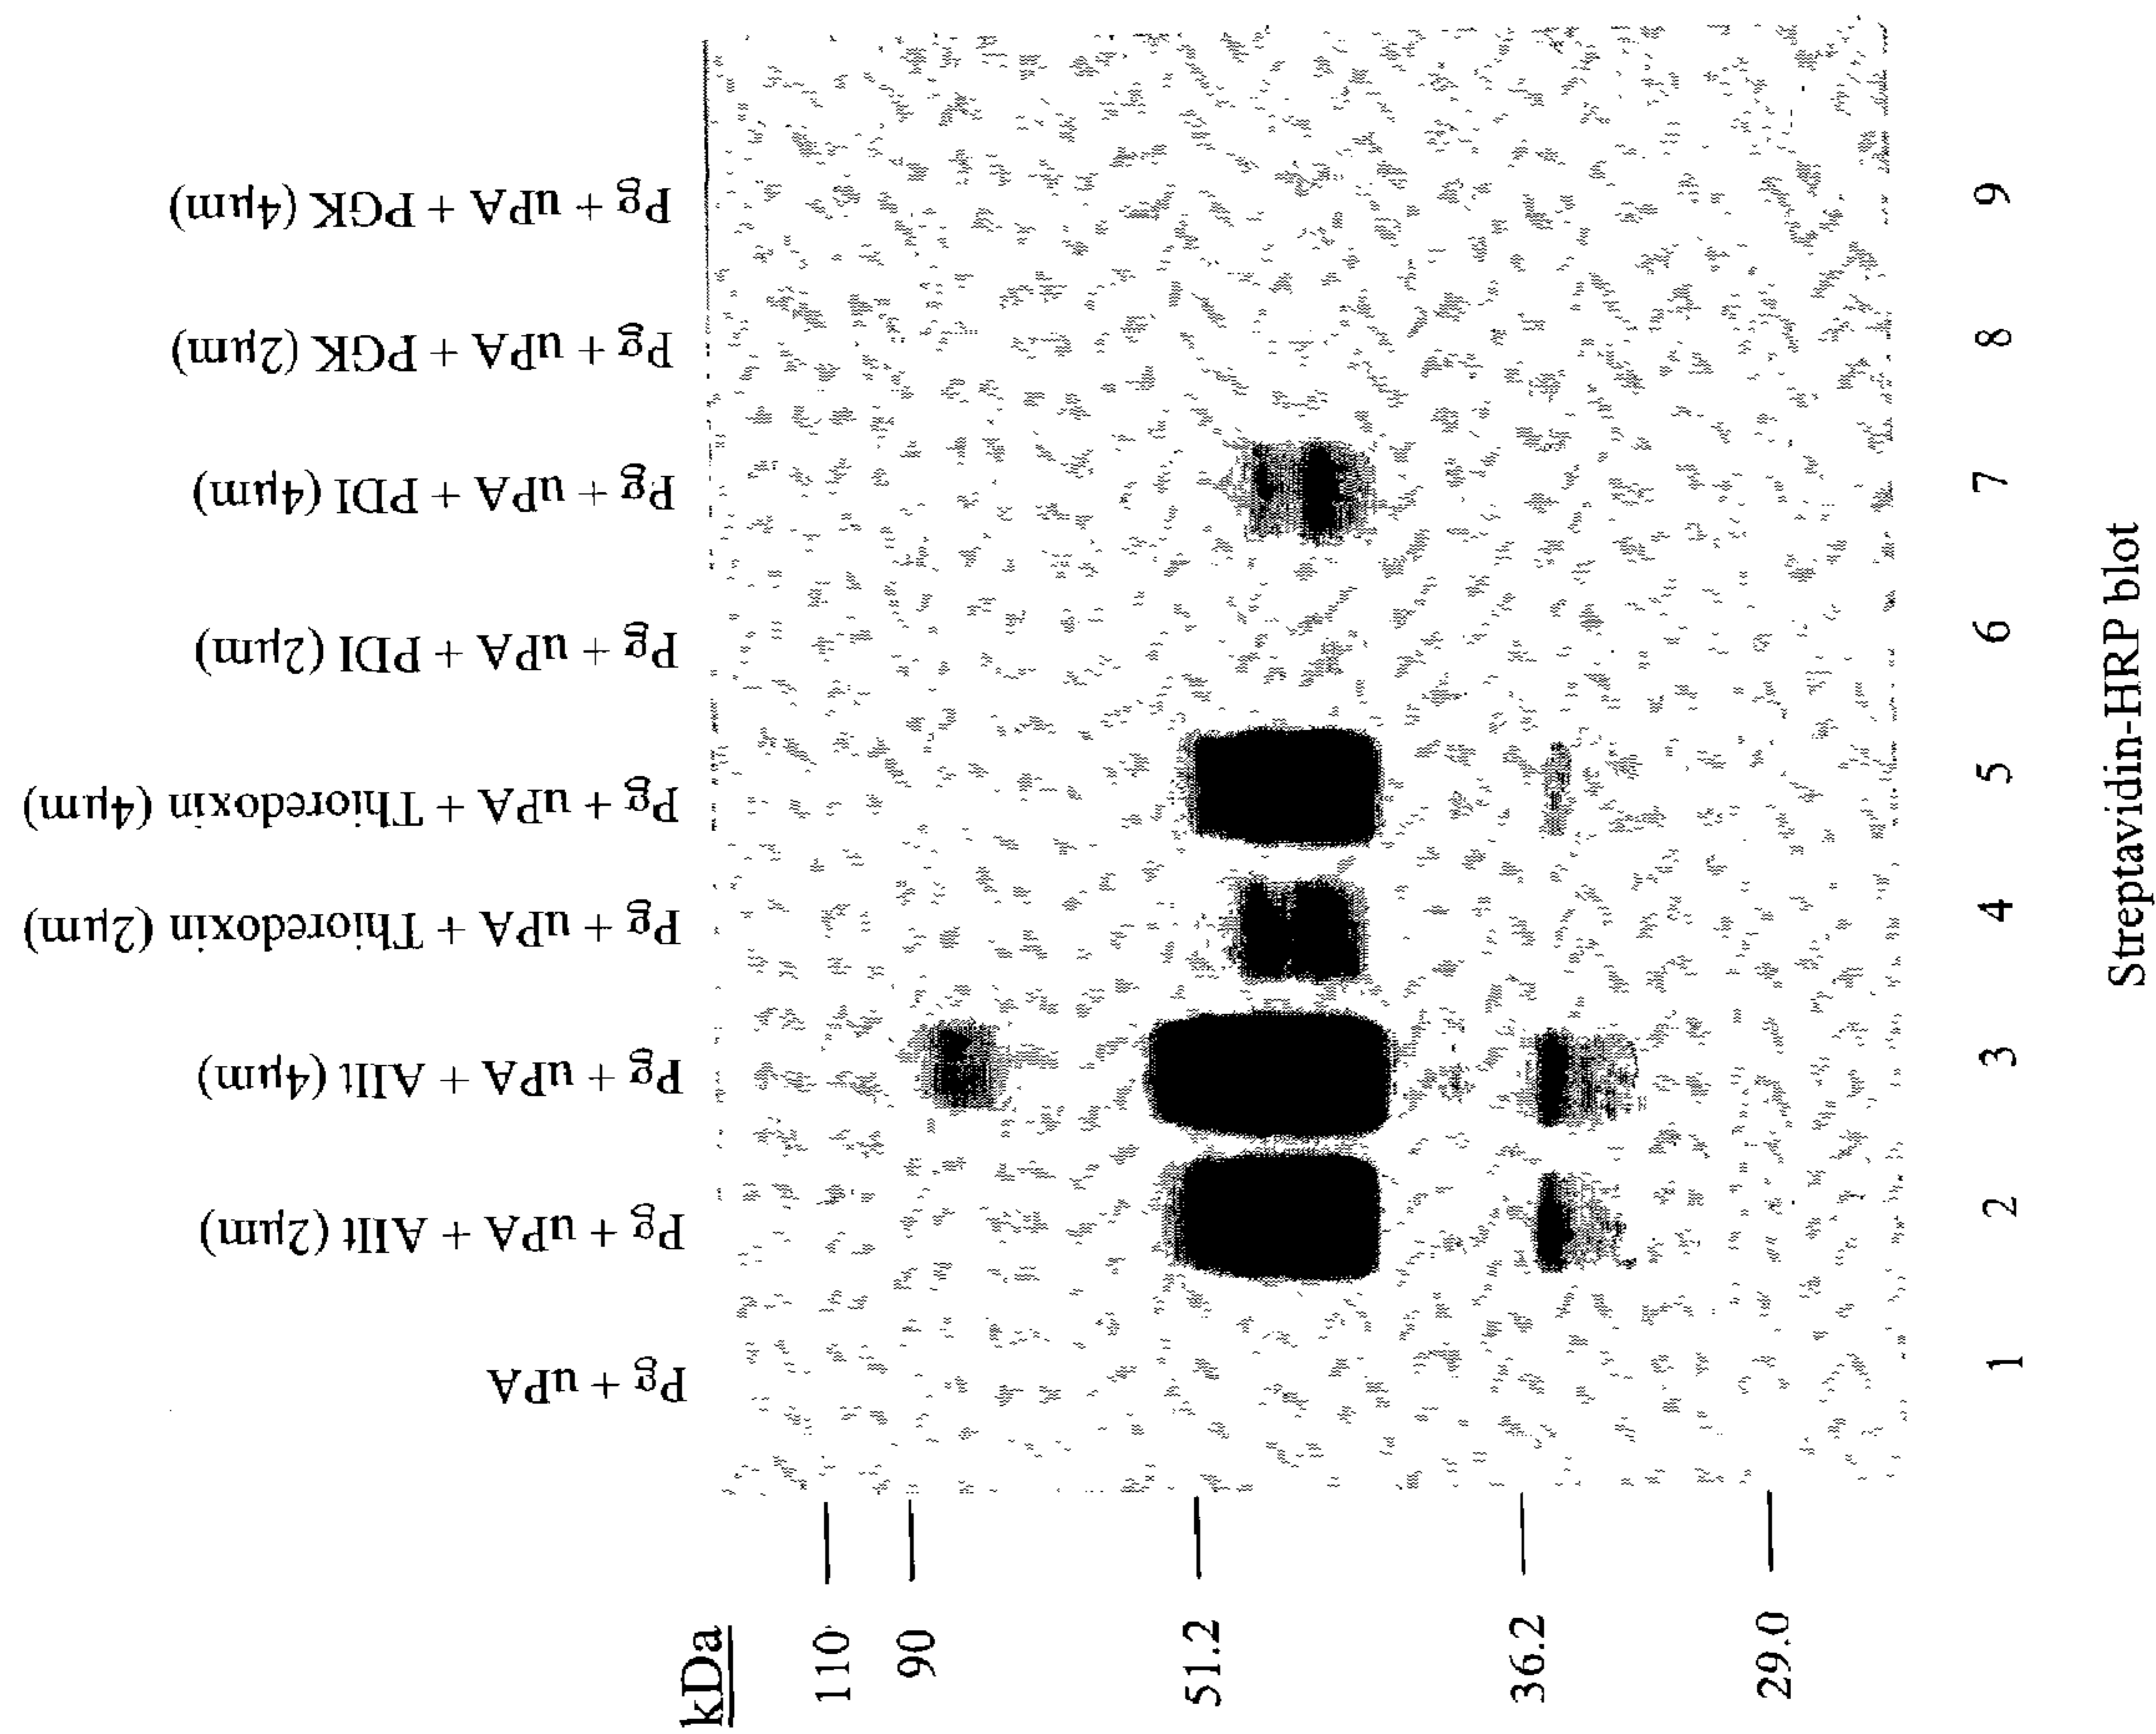 Pg + uPA
Pg + uPA + AIIt (2μm)
Pg + uPA + AIIt (4μm)
Pg + uPA + Thioredoxin (2μm)
Pg + uPA + Thioredoxin (4μm)
Pg + uPA + PDI (2μm)
Pg + uPA + PDI (4μm)
Pg + uPA + PGK (2μm)
Pg + uPA + PGK (4μm)
kDa
110
90
51.2
36.2
29.0
1 2 3 4 5 6 7 8 9
Streptavidin-HRP blot